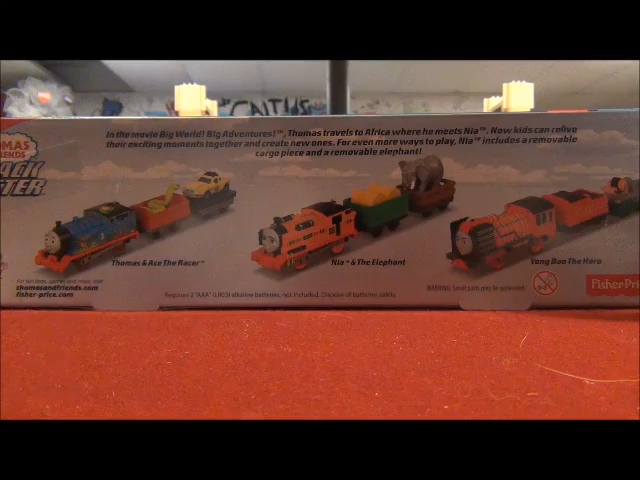 CAITLIN'S
THOMAS
FRIENDS
In the movie Big World! Big Adventures!™, Thomas travels to Africa where he meets Nia™. Now kids can relive
their exciting moments together and create new ones. For even more ways to play, Nia™ includes a removable
cargo piece and a removable elephant!
Thomas & Ace The Racer™
Nia™ & The Elephant
Yong Bao The Hero
For fun tips, games and more, visit
thomasandfriends.com
fisher-price.com
Requires 2 "AAA" (LR03) alkaline batteries, not included. Dispose of batteries safely.
WARNING: Small parts may be generated.
Fisher-Pri